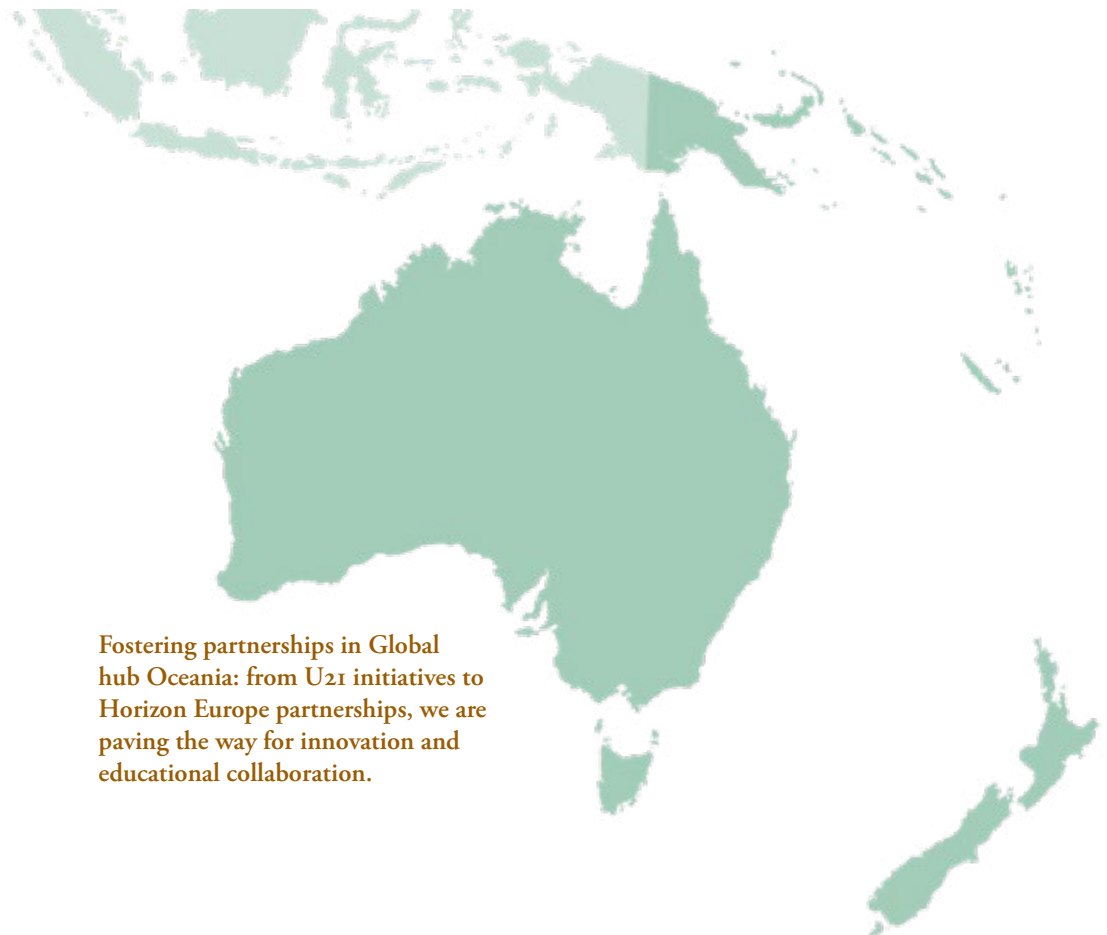 Fostering partnerships in Global
hub Oceania: from U21 initiatives to
Horizon Europe partnerships, we are
paving the way for innovation and
educational collaboration.